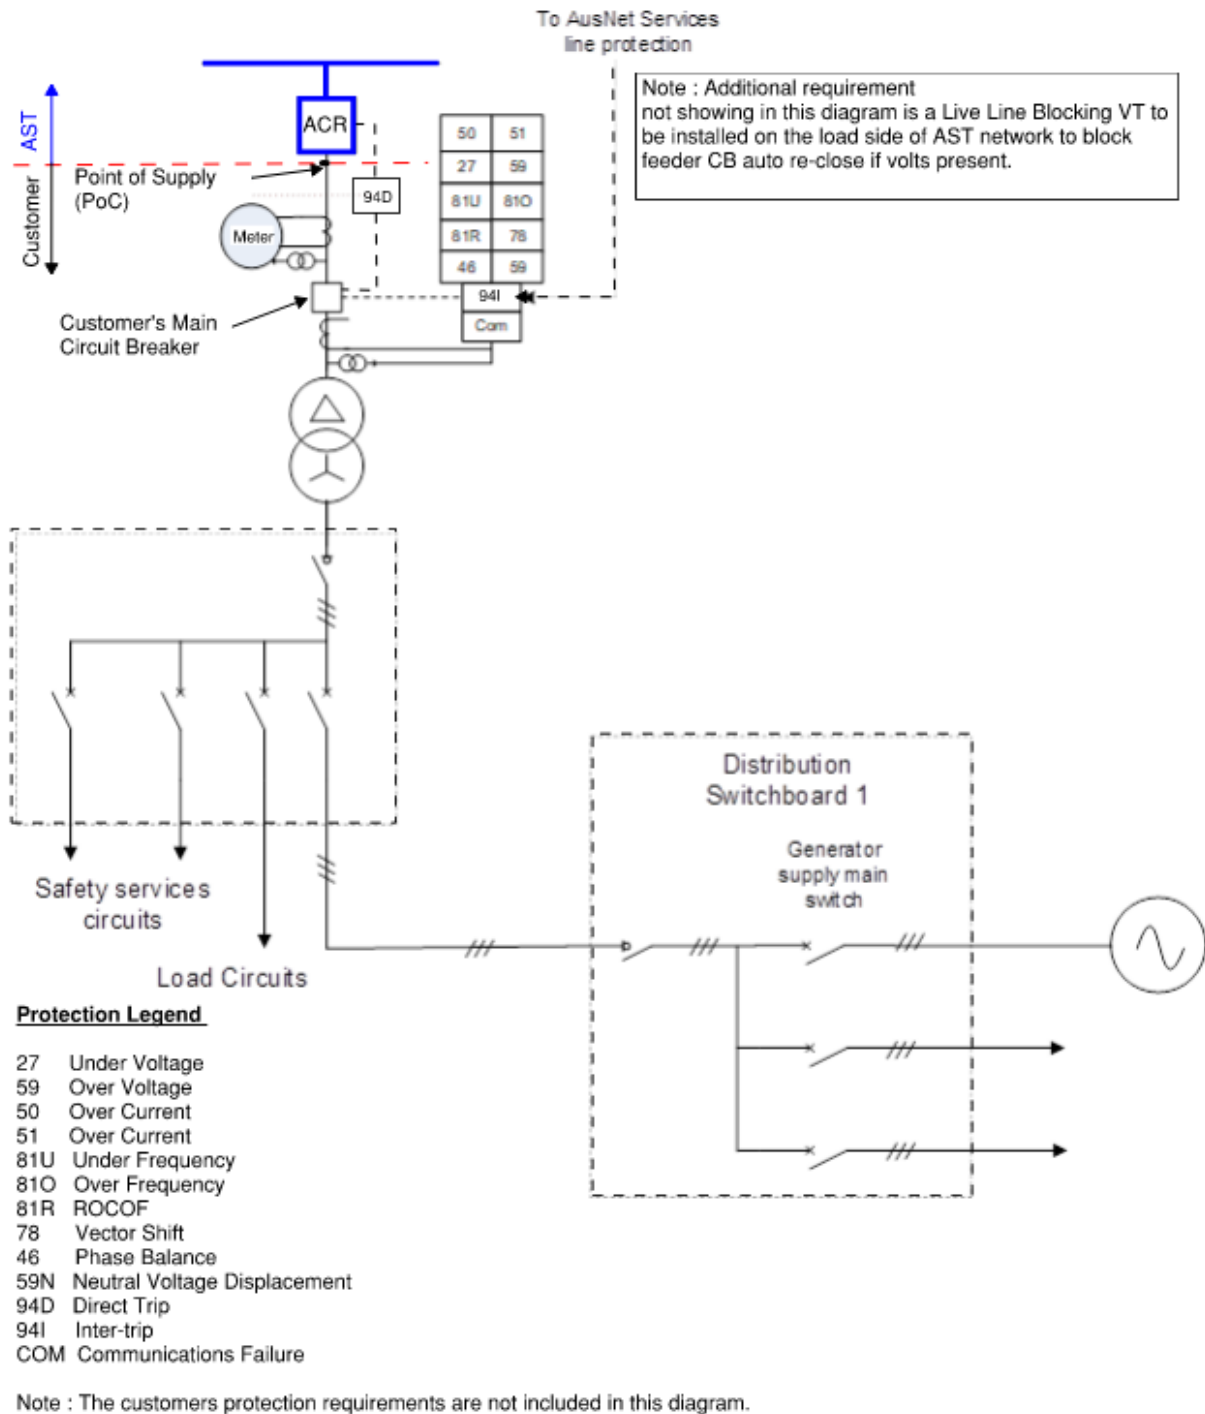 To AusNet Services
line protection
Note : Additional requirement
not showing in this diagram is a Live Line Blocking VT to
be installed on the load side of AST network to block
feeder CB auto re-close if volts present.
AST
Customer
ACR
Point of Supply
(PoC)
94D
Meter
50 51
27 59
81U 81O
81R 78
46 59
94I
Com
Customer's Main
Circuit Breaker
Distribution
Switchboard 1
Generator
supply main
switch
Safety services
circuits
Load Circuits
Protection Legend
27 Under Voltage
59 Over Voltage
50 Over Current
51 Over Current
81U Under Frequency
81O Over Frequency
81R ROCOF
78 Vector Shift
46 Phase Balance
59N Neutral Voltage Displacement
94D Direct Trip
94I Inter-trip
COM Communications Failure
Note : The customers protection requirements are not included in this diagram.